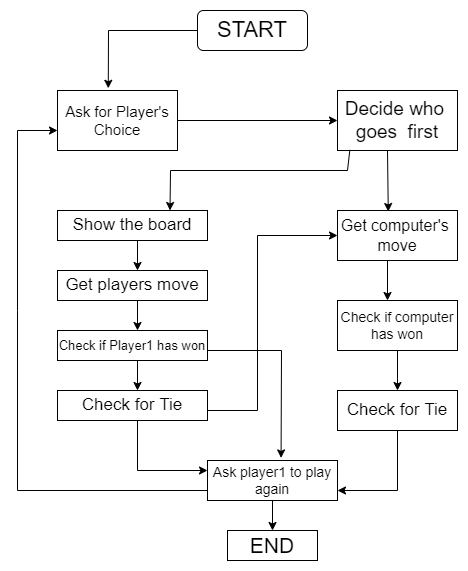 START
Ask for Player's
Choice
Decide who
goes first
Show the board
Get computer's
move
Get players move
Check if Player1 has won
Check if computer
has won
Check for Tie
Check for Tie
Ask player1 to play
again
END